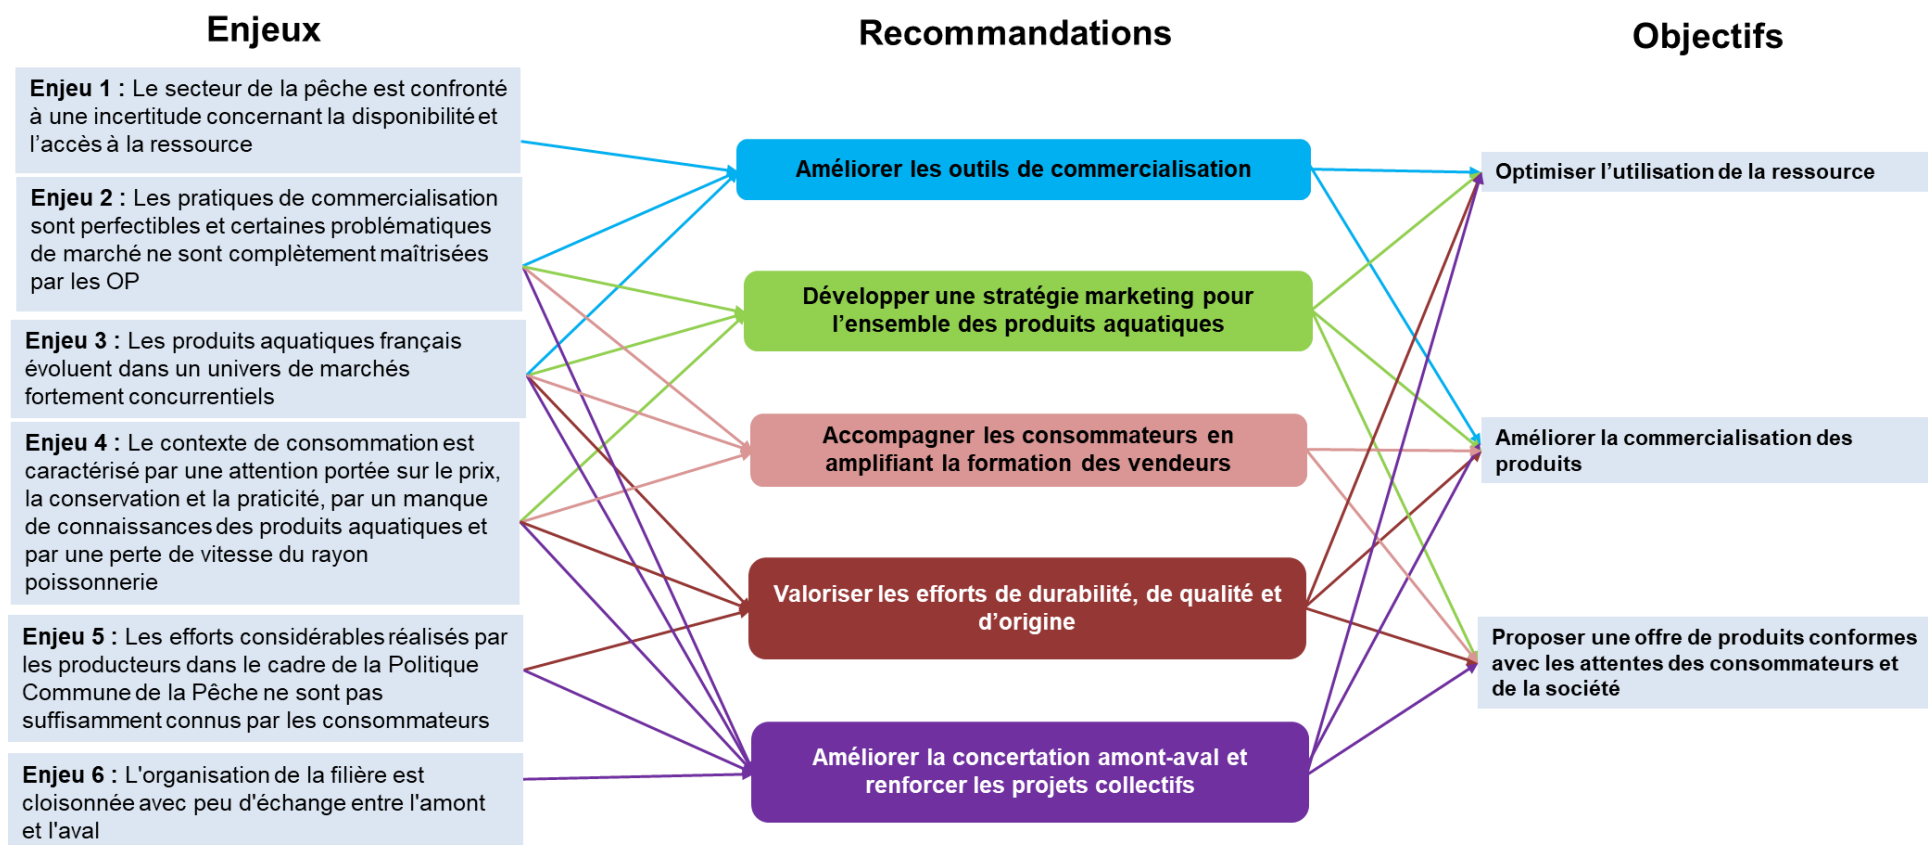 Enjeux
Enjeu 1 : Le secteur de la pêche est confronté
à une incertitude concernant la disponibilité et
l’accès à la ressource
Enjeu 2 : Les pratiques de commercialisation
sont perfectibles et certaines problématiques
de marché ne sont complètement maîtrisées
par les OP
Enjeu 3 : Les produits aquatiques français
évoluent dans un univers de marchés
fortement concurrentiels
Enjeu 4 : Le contexte de consommation est
caractérisé par une attention portée sur le prix,
la conservation et la praticité, par un manque
de connaissances des produits aquatiques et
par une perte de vitesse du rayon
poissonnerie
Enjeu 5 : Les efforts considérables réalisés par
les producteurs dans le cadre de la Politique
Commune de la Pêche ne sont pas
suffisamment connus par les consommateurs
Enjeu 6 : L'organisation de la filière est
cloisonnée avec peu d'échange entre l'amont
et l'aval
Recommandations
Améliorer les outils de commercialisation
Développer une stratégie marketing pour
l’ensemble des produits aquatiques
Accompagner les consommateurs en
amplifiant la formation des vendeurs
Valoriser les efforts de durabilité, de qualité et
d’origine
Améliorer la concertation amont-aval et
renforcer les projets collectifs
Objectifs
Optimiser l’utilisation de la ressource
Améliorer la commercialisation des
produits
Proposer une offre de produits conformes
avec les attentes des consommateurs et
de la société